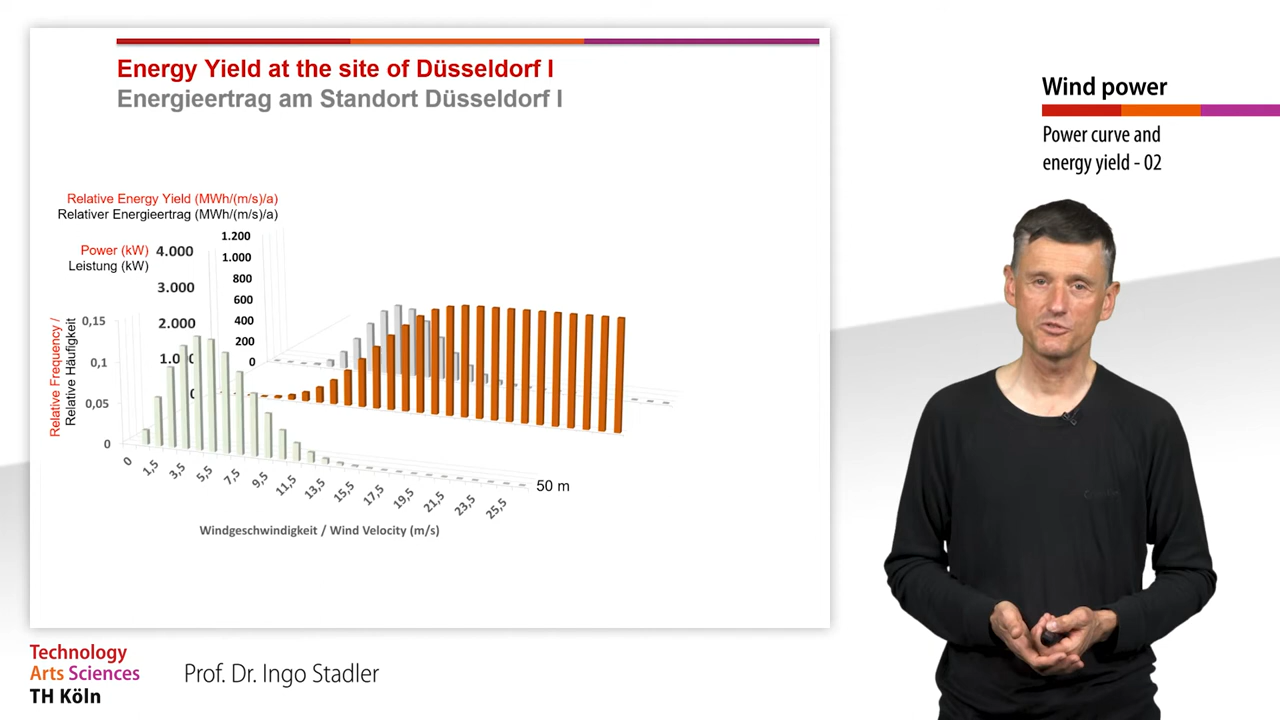 Energy Yield at the site of Düsseldorf I
Energieertrag am Standort Düsseldorf I
Relative Energy Yield (MWh/(m/s)/a)
Relativer Energieertrag (MWh/(m/s)/a)
Power (kW)
Leistung (kW)
4.000
3.000
2.000
0
1.200
1.000
800
600
400
200
0
Relative Frequency /
Relative Häufigkeit
0,15
0,1
0,05
0
0
1,5
3,5
5,5
7,5
9,5
11,5
13,5
15,5
17,5
19,5
21,5
23,5
25,5
50 m
Windgeschwindigkeit / Wind Velocity (m/s)
Wind power
Power curve and
energy yield - 02
Technology
Arts Sciences
TH Köln
Prof. Dr. Ingo Stadler